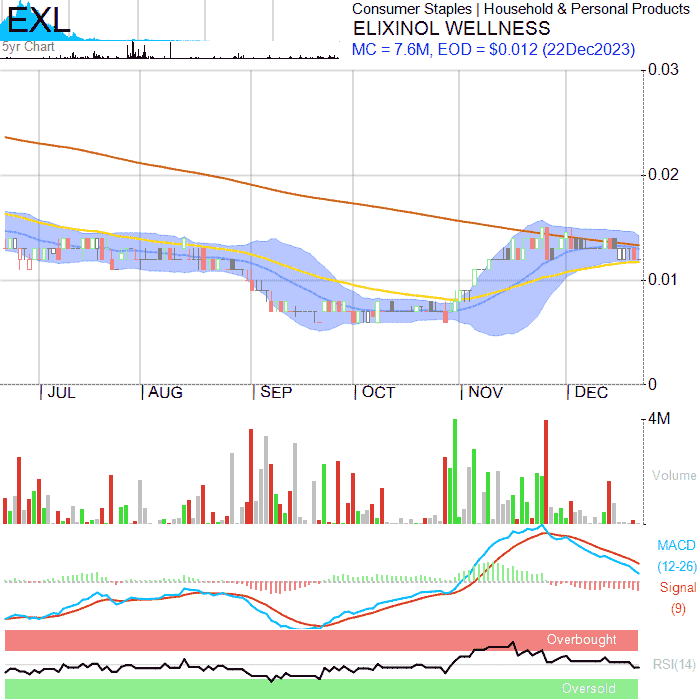 EXL
Consumer Staples | Household & Personal Products
ELIXINOL WELLNESS
5yr Chart
MC = 7.6M, EOD = $0.012 (22Dec2023)
0.03
0.02
0.01
0
| JUL | AUG | SEP | OCT | NOV | DEC
4M
Volume
MACD
(12-26)
Signal
(9)
Overbought
RSI(14)
Oversold